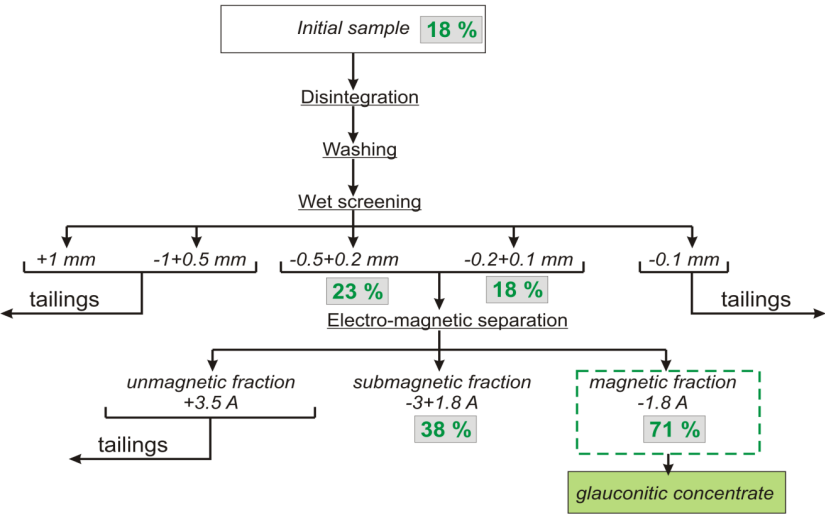 Initial sample 18 %
Disintegration
Washing
Wet screening
+1 mm -1+0.5 mm -0.5+0.2 mm -0.2+0.1 mm -0.1 mm
23 % 18 %
tailings tailings
Electro-magnetic separation
unmagnetic fraction submagnetic fraction magnetic fraction
+3.5 A -3+1.8 A -1.8 A
38 % 71 %
tailings
glauconitic concentrate